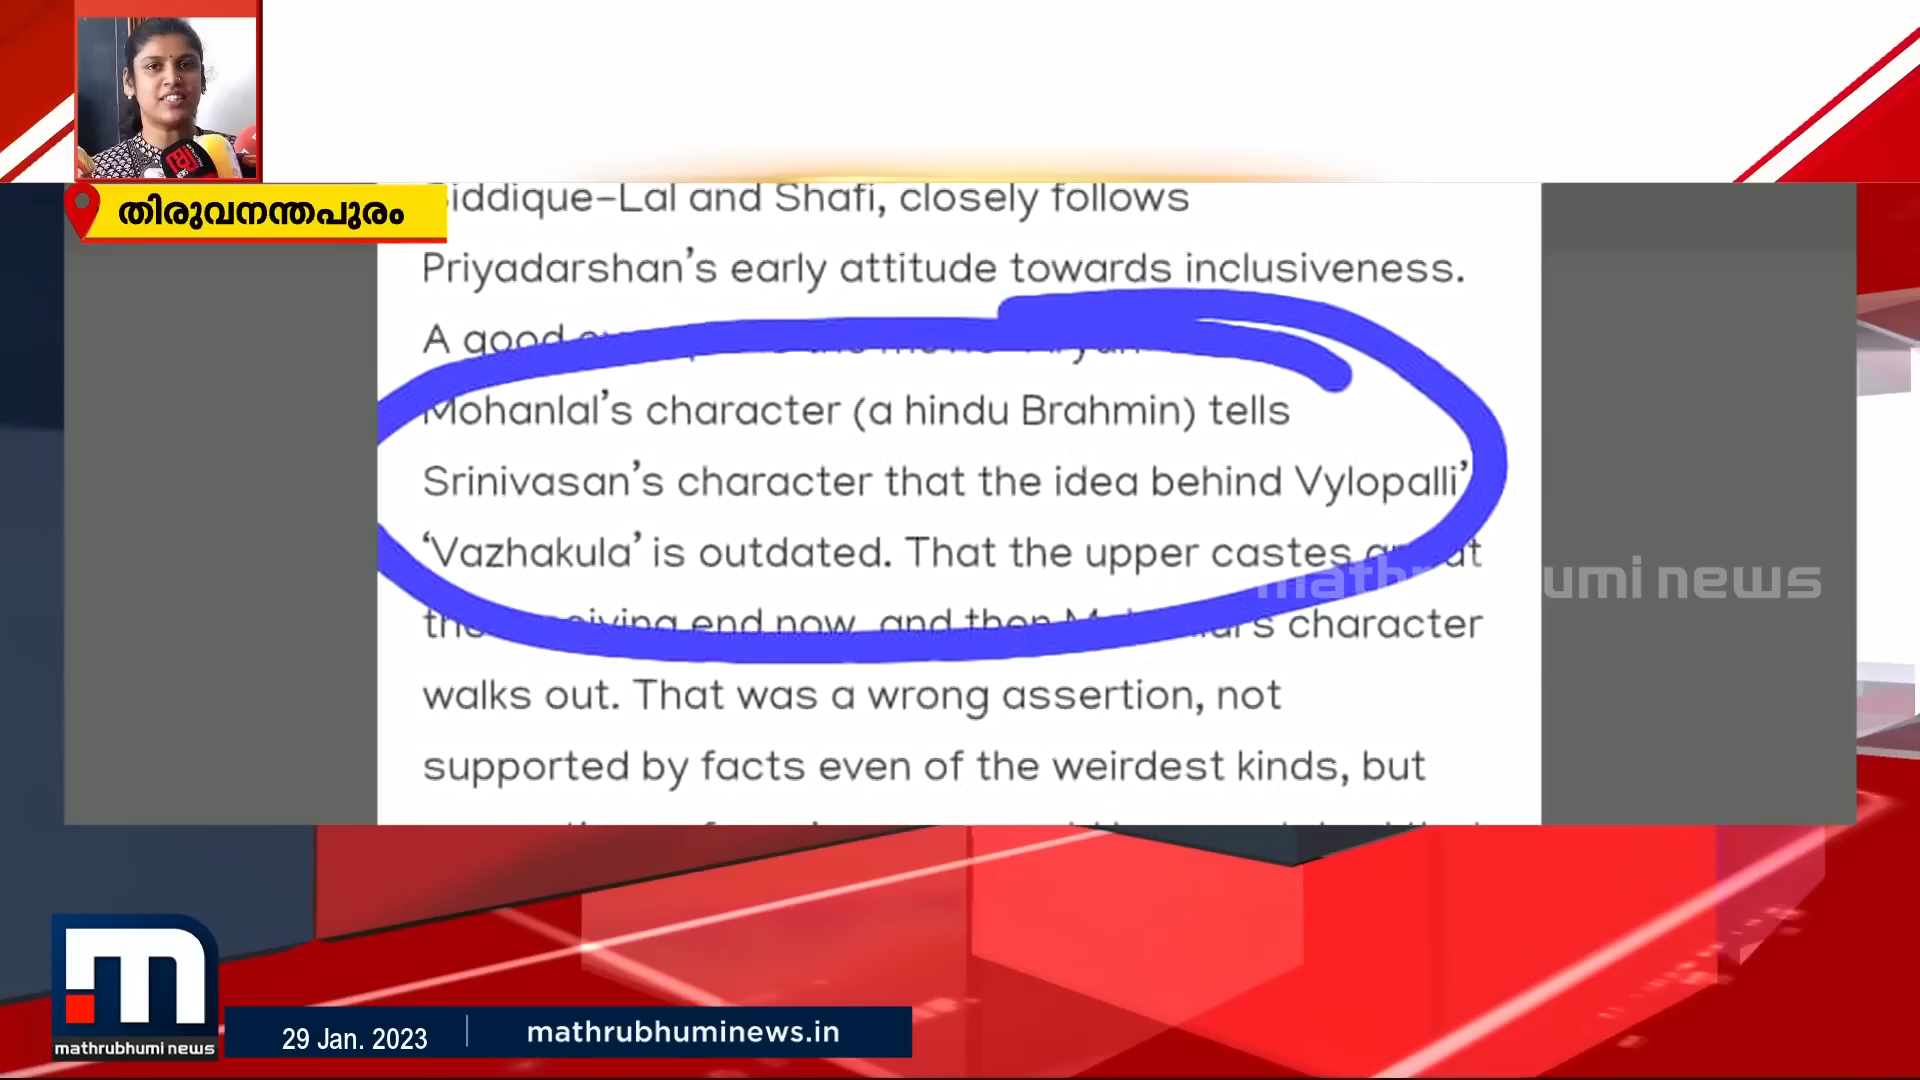 തിരുവനന്തപുരം
Siddique-Lal and Shafi, closely follows
Priyadarshan's early attitude towards inclusiveness.
A good
Mohanlal's character (a hindu Brahmin) tells
Srinivasan's character that the idea behind Vylopalli'
'Vazhakula' is outdated. That the upper castes
end now, and then character
walks out. That was a wrong assertion, not
supported by facts even of the weirdest kinds, but
mathrubhumi news
mathrubhumi news
29 Jan. 2023
mathrubhuminews.in